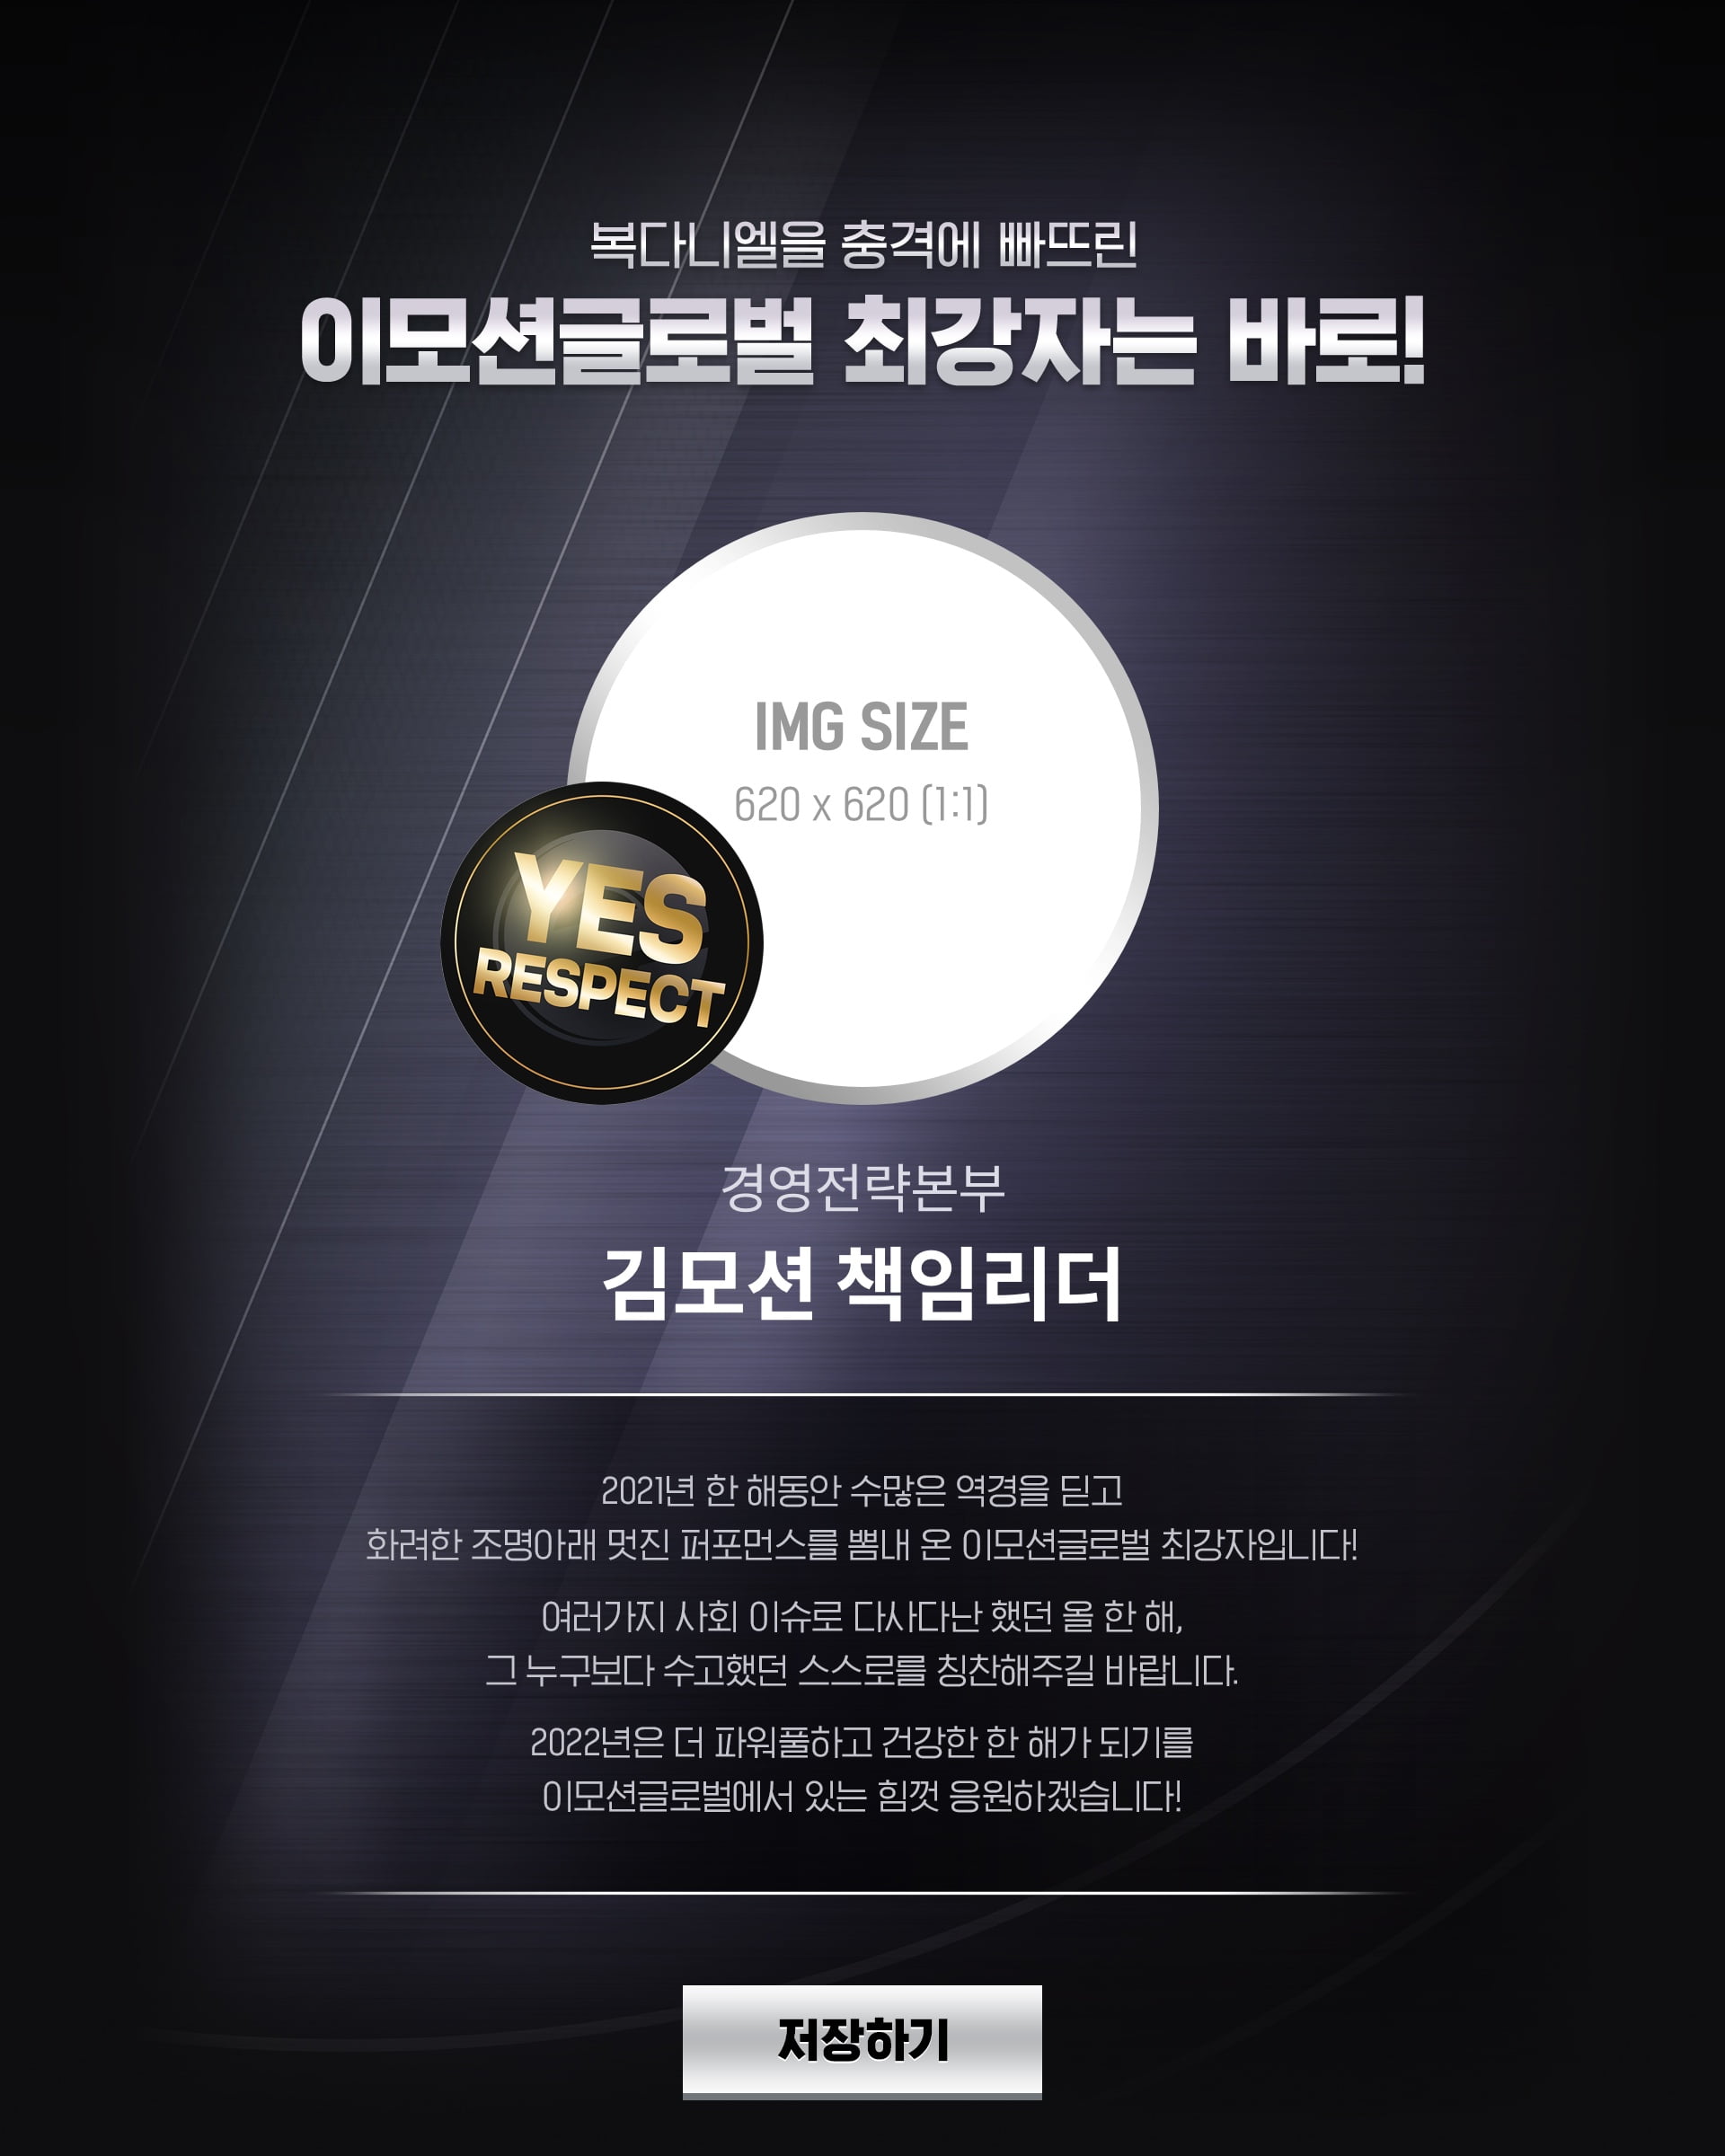 복다니엘을 충격에 빠뜨린
이모션글로벌 최강자는 바로!
IMG SIZE
620 x 620 (1:1)
YES
RESPECT
경영전략본부
김모션 책임리더
2021년 한 해동안 수많은 역경을 딛고
화려한 조명아래 멋진 퍼포먼스를 뽐내 온 이모션글로벌 최강자입니다!
여러가지 사회 이슈로 다사다난 했던 올 한 해,
그 누구보다 수고했던 스스로를 칭찬해주길 바랍니다.
2022년은 더 파워풀하고 건강한 한 해가 되기를
이모션글로벌에서 있는 힘껏 응원하겠습니다!
저장하기